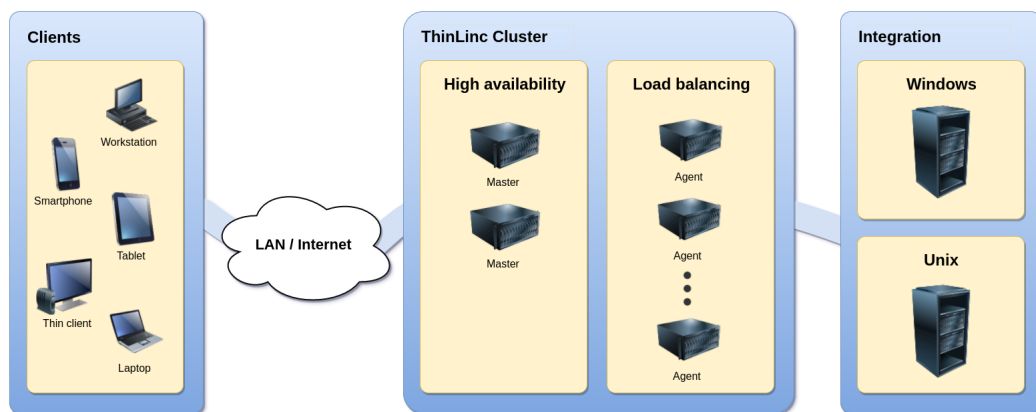 Clients
Workstation
Smartphone
Tablet
Thin client
Laptop
LAN / Internet
ThinLinc Cluster
High availability
Master
Master
Load balancing
Agent
Agent
Agent
Integration
Windows
Unix